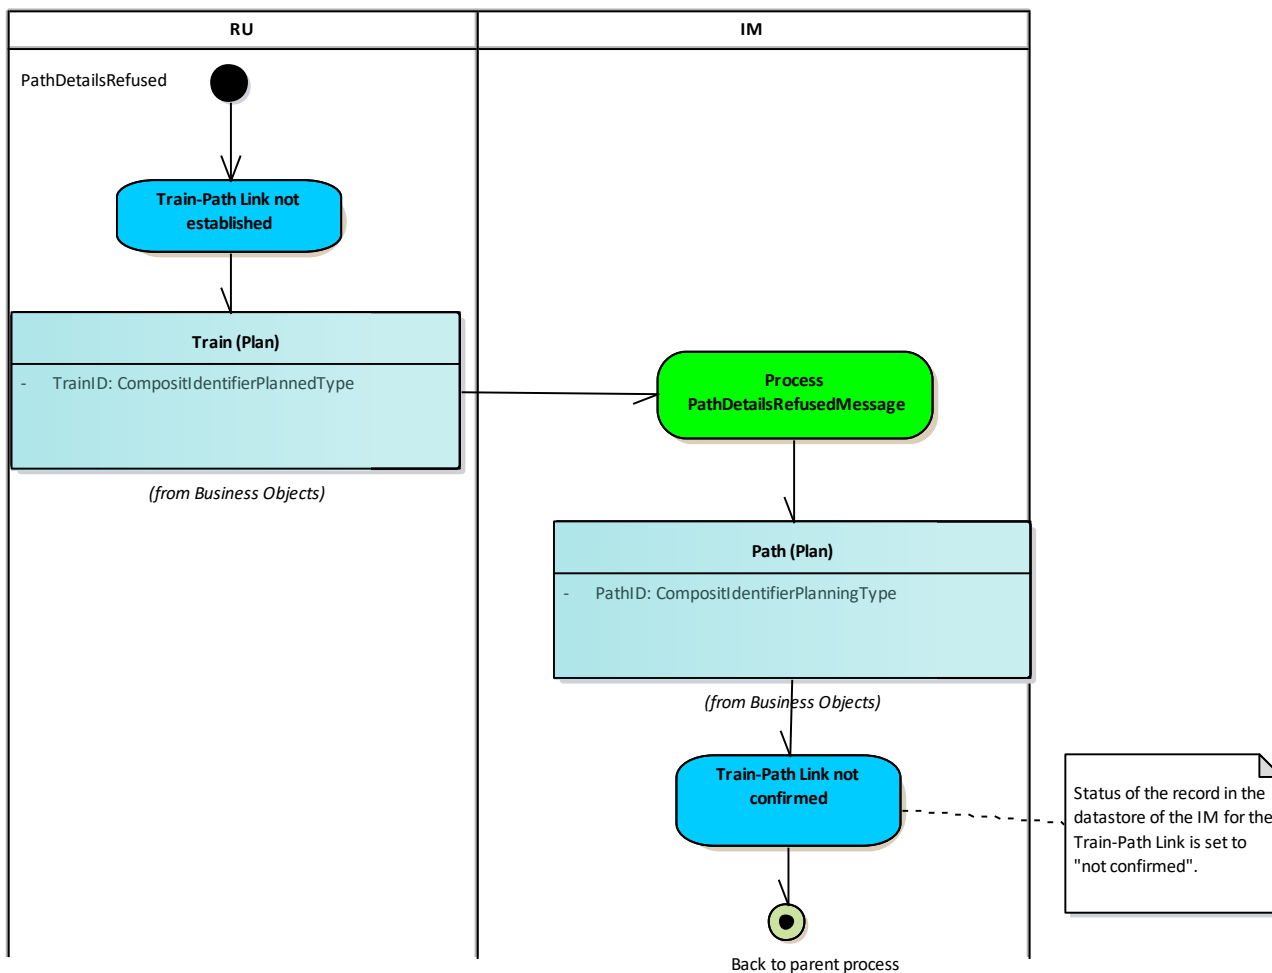 RU
IM
PathDetailsRefused
Train-Path Link not
established
Train (Plan)
- TrainID: CompositIdentifierPlannedType
(from Business Objects)
Process
PathDetailsRefusedMessage
Path (Plan)
- PathID: CompositIdentifierPlanningType
(from Business Objects)
Train-Path Link not
confirmed
Status of the record in the
datastore of the IM for the
Train-Path Link is set to
"not confirmed".
Back to parent process